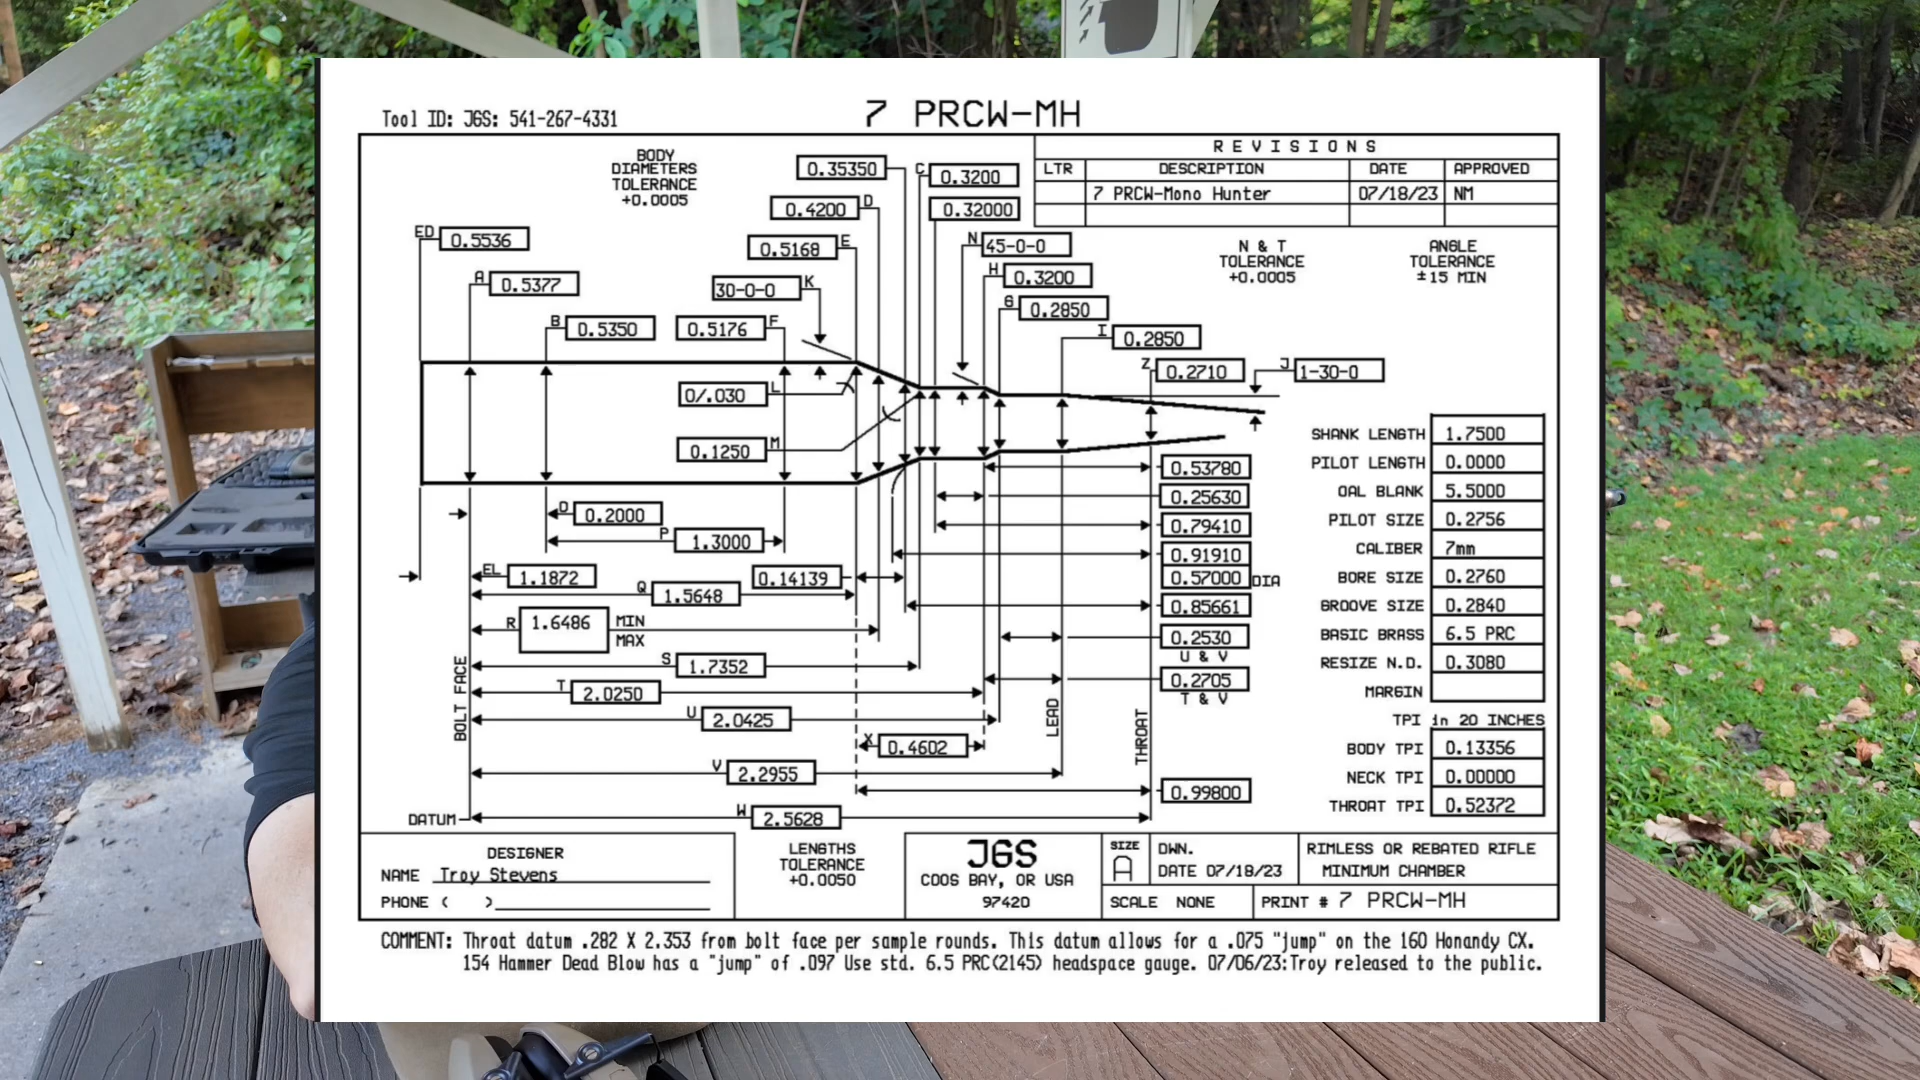 Tool ID: JGS: 541-267-4331
7 PRCW-MH
REVISIONS
LTR DESCRIPTION DATE APPROVED
7 PRCW-Mono Hunter 07/18/23 NM
BODY
DIAMETERS
TOLERANCE
+0.0005
0.35350
C 0.3200
0.4200 D
0.32000
ED 0.5536
0.5168 E
N 45-0-0
N & T
TOLERANCE
+0.0005
ANGLE
TOLERANCE
±15 MIN
A 0.5377
30-0-0 K
H 0.3200
G 0.2850
B 0.5350
0.5176 F
I 0.2850
Z 0.2710
J 1-30-0
0/.030 L
0.1250 M
SHANK LENGTH 1.7500
PILOT LENGTH 0.0000
OAL BLANK 5.5000
PILOT SIZE 0.2756
CALIBER 7mm
BORE SIZE 0.2760
GROOVE SIZE 0.2840
BASIC BRASS 6.5 PRC
RESIZE N.D. 0.3080
MARGIN
TPI in 20 INCHES
BODY TPI 0.13356
NECK TPI 0.00000
THROAT TPI 0.52372
0.53780
0.25630
0.79410
0.91910
0.57000 DIA
0.85661
0.2530
U & V
0.2705
T & V
0.99800
O 0.2000
P 1.3000
EL 1.1872
0.14139
Q 1.5648
R 1.6486 MIN
MAX
S 1.7352
T 2.0250
U 2.0425
X 0.4602
V 2.2955
W 2.5628
BOLT FACE
LEAD
THROAT
DATUM
DESIGNER
NAME Troy Stevens
PHONE ( )
LENGTHS
TOLERANCE
+0.0050
JGS
COOS BAY, OR USA
97420
SIZE
A
DWN.
DATE 07/18/23
RIMLESS OR REBATED RIFLE
MINIMUM CHAMBER
SCALE NONE
PRINT # 7 PRCW-MH
COMMENT: Throat datum .282 X 2.353 from bolt face per sample rounds. This datum allows for a .075 "jump" on the 160 Honandy CX.
154 Hammer Dead Blow has a "jump" of .097 Use std. 6.5 PRC(2145) headspace gauge. 07/06/23:Troy released to the public.